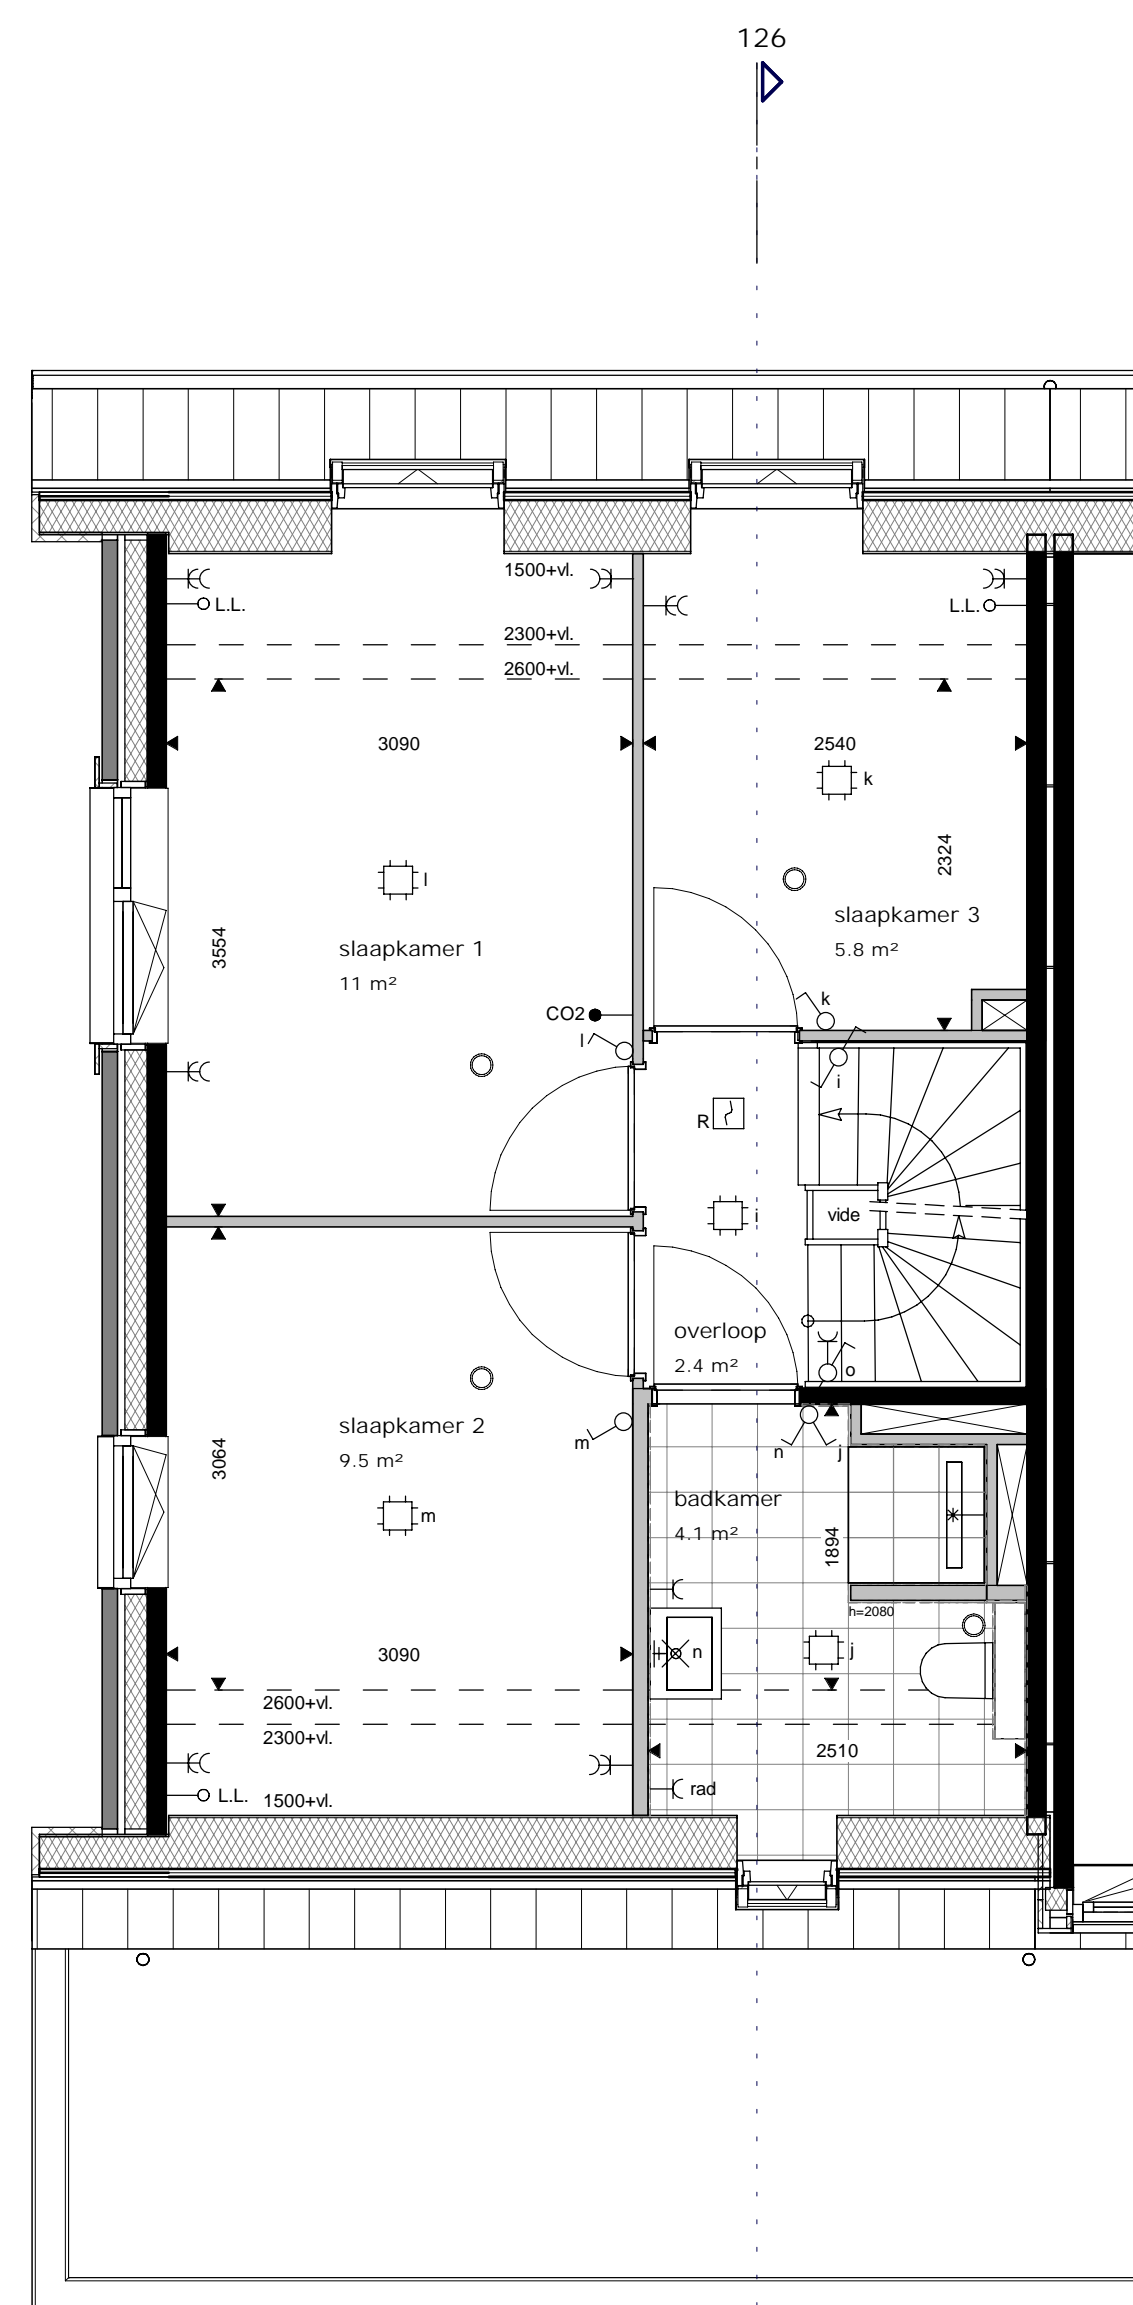 126
1500+vl.
L.L.
L.L.
2300+vl.
2600+vl.
3090
2540
k
2324
l
slaapkamer 3
5.8 m²
3554
slaapkamer 1
11 m²
k
CO2
l
i
R
i
vide
overloop
2.4 m²
o
slaapkamer 2
9.5 m²
m
n
j
3064
badkamer
4.1 m²
m
1894
h=2080
n
j
3090
2600+vl.
2300+vl.
2510
rad
L.L.
1500+vl.